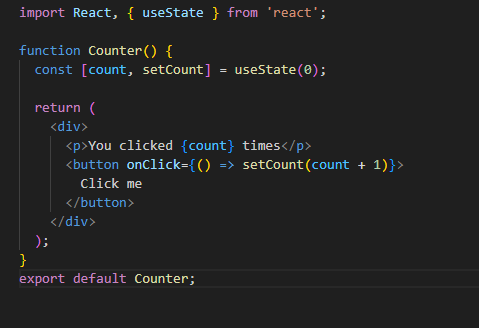 import React, { useState } from 'react';

function Counter() {
  const [count, setCount] = useState(0);

  return (
    <div>
      <p>You clicked {count} times</p>
      <button onClick={() => setCount(count + 1)}>
        Click me
      </button>
    </div>
  );
}
export default Counter;